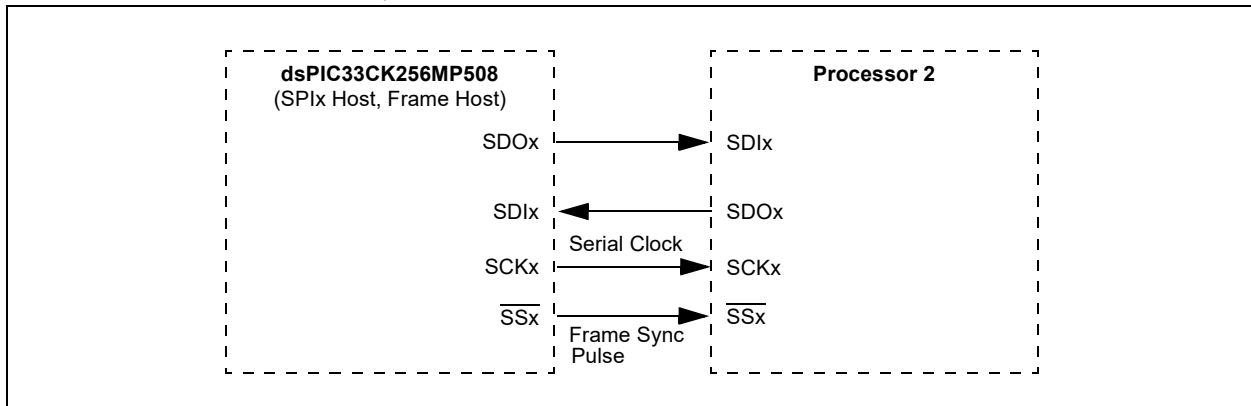 dsPIC33CK256MP508
(SPIx Host, Frame Host)
Processor 2
SDOx
SDIx
SDIx
SDOx
Serial Clock
SCKx
SCKx
SSx
SSx
Frame Sync
Pulse